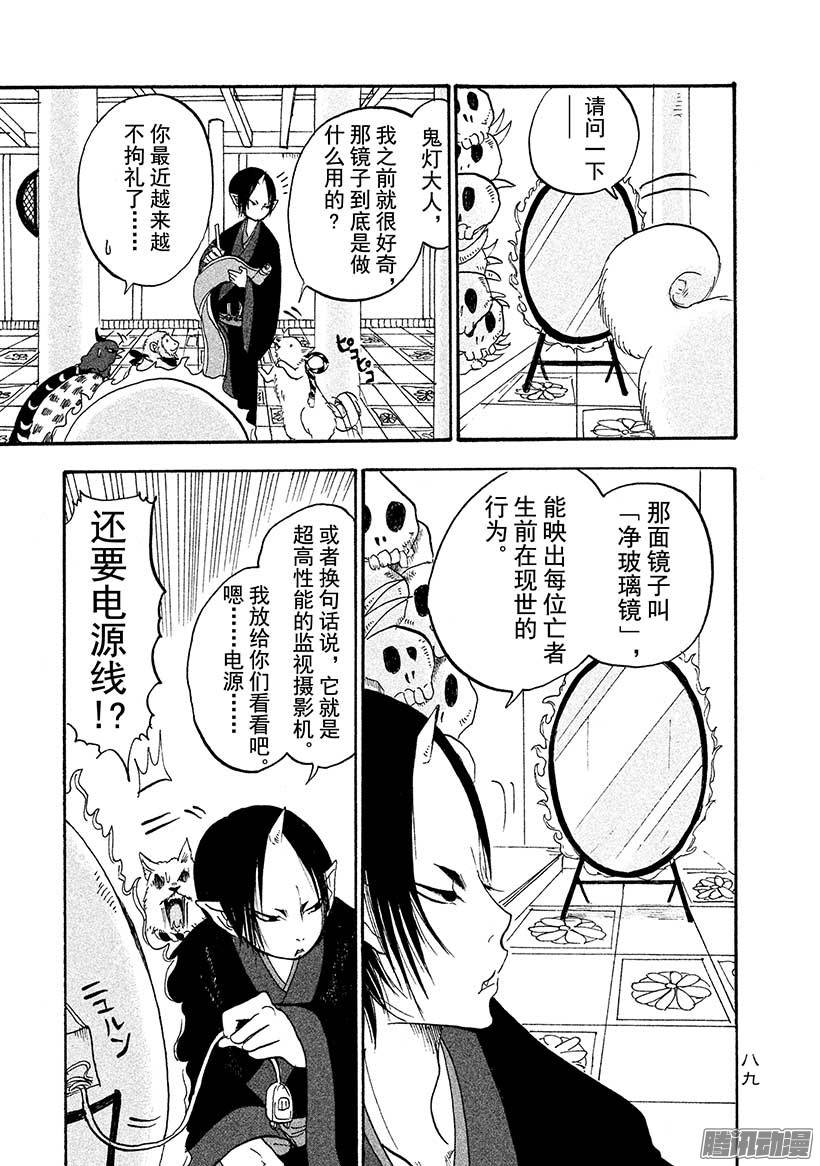 请问一下
——
鬼灯大人，
我之前就很好奇，
那镜子到底是做
什么用的？
ピコピコ
你最近越来越
不拘礼了……
那面镜子叫
「净玻璃镜」，
能映出每位亡者
生前在现世的
行为。
或者换句话说，它就是
超高性能的监视摄影机。
我放给你们看看吧。
嗯……电源……
还要电源线！？
ニュルン
八九
腾讯动漫